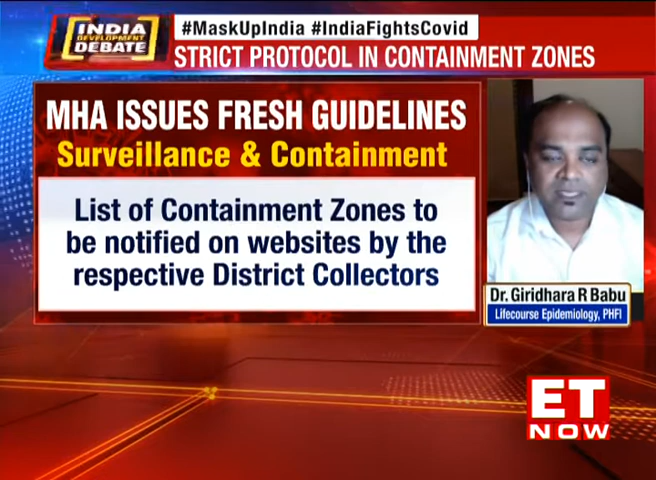 INDIA
DEVELOPMENT
DEBATE
#MaskUpIndia #IndiaFightsCovid
STRICT PROTOCOL IN CONTAINMENT ZONES
MHA ISSUES FRESH GUIDELINES
Surveillance & Containment
List of Containment Zones to
be notified on websites by the
respective District Collectors
Dr. Giridhara R Babu
Lifecourse Epidemiology, PHFI
ET
NOW